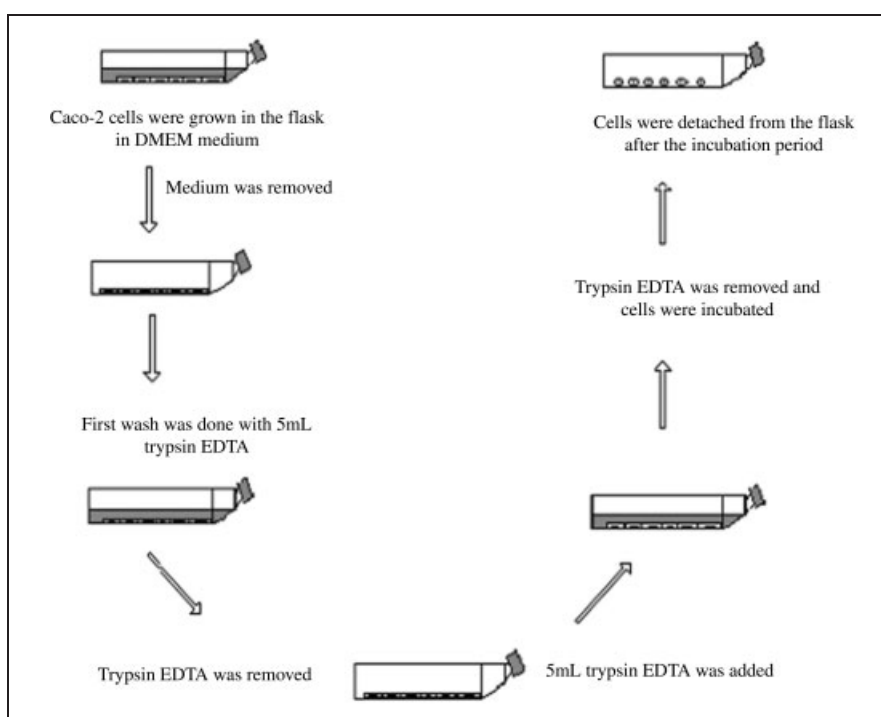 Caco-2 cells were grown in the flask
in DMEM medium
Medium was removed
First wash was done with 5mL
trypsin EDTA
Trypsin EDTA was removed
5mL trypsin EDTA was added
Trypsin EDTA was removed and
cells were incubated
Cells were detached from the flask
after the incubation period